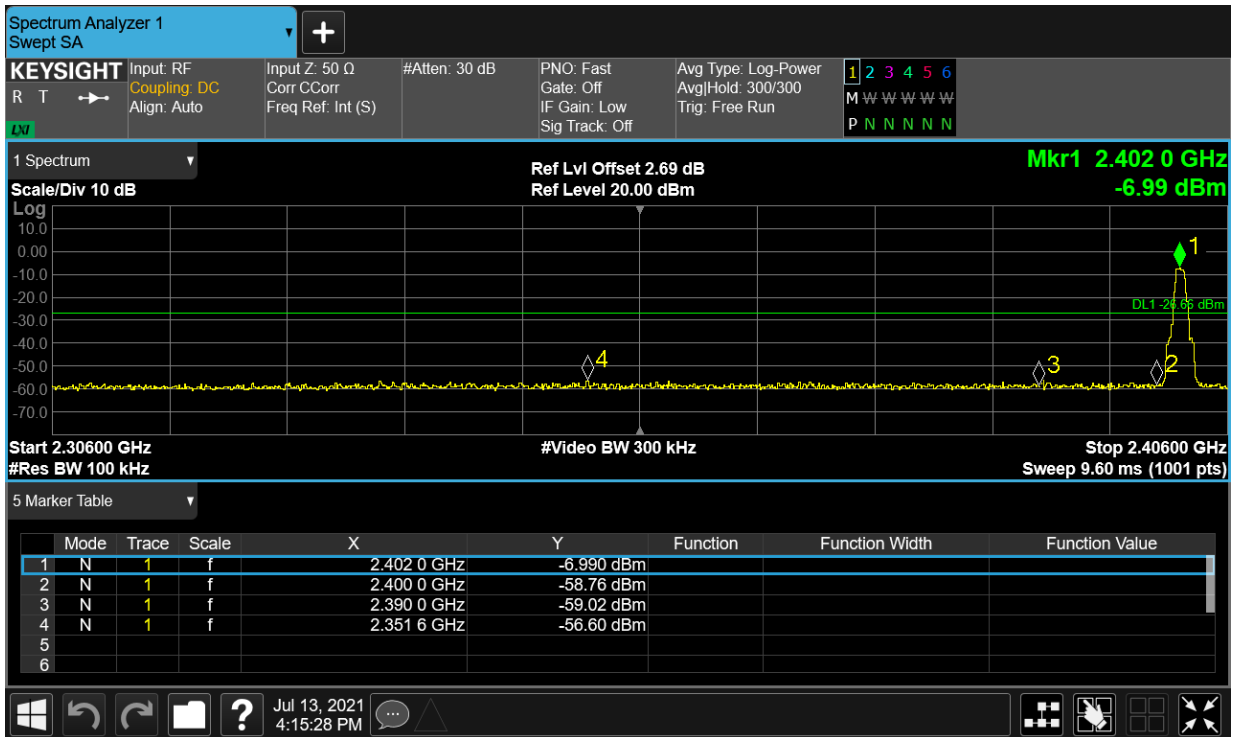 Spectrum Analyzer 1
Swept SA
KEYSIGHT
R T
LXI
Input: RF
Coupling: DC
Align: Auto
Input Z: 50 Ω
Corr CCorr
Freq Ref: Int (S)
#Atten: 30 dB
PNO: Fast
Gate: Off
IF Gain: Low
Sig Track: Off
Avg Type: Log-Power
Avg|Hold: 300/300
Trig: Free Run
1 2 3 4 5 6
M W W W W W
P N N N N N
1 Spectrum
Scale/Div 10 dB
Ref Lvl Offset 2.69 dB
Ref Level 20.00 dBm
Mkr1 2.402 0 GHz
-6.99 dBm
Log
10.0
0.00
-10.0
-20.0
-30.0
-40.0
-50.0
-60.0
-70.0
1
DL1 -26.66 dBm
4
3
2
Start 2.30600 GHz
#Res BW 100 kHz
#Video BW 300 kHz
Stop 2.40600 GHz
Sweep 9.60 ms (1001 pts)
5 Marker Table
Mode Trace Scale X Y Function Function Width Function Value
1 N 1 f 2.402 0 GHz -6.990 dBm
2 N 1 f 2.400 0 GHz -58.76 dBm
3 N 1 f 2.390 0 GHz -59.02 dBm
4 N 1 f 2.351 6 GHz -56.60 dBm
5
6
?
Jul 13, 2021
4:15:28 PM